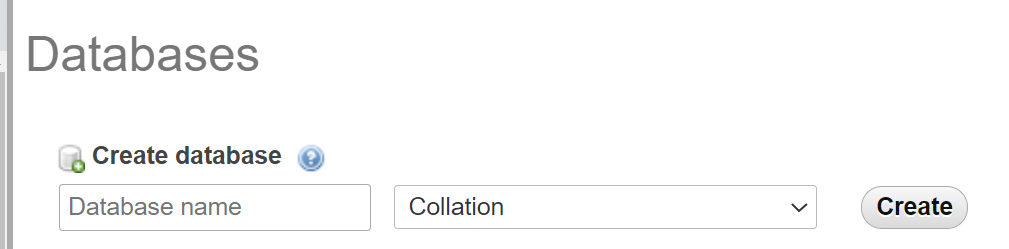 Databases
Create database
Database name
Collation
Create